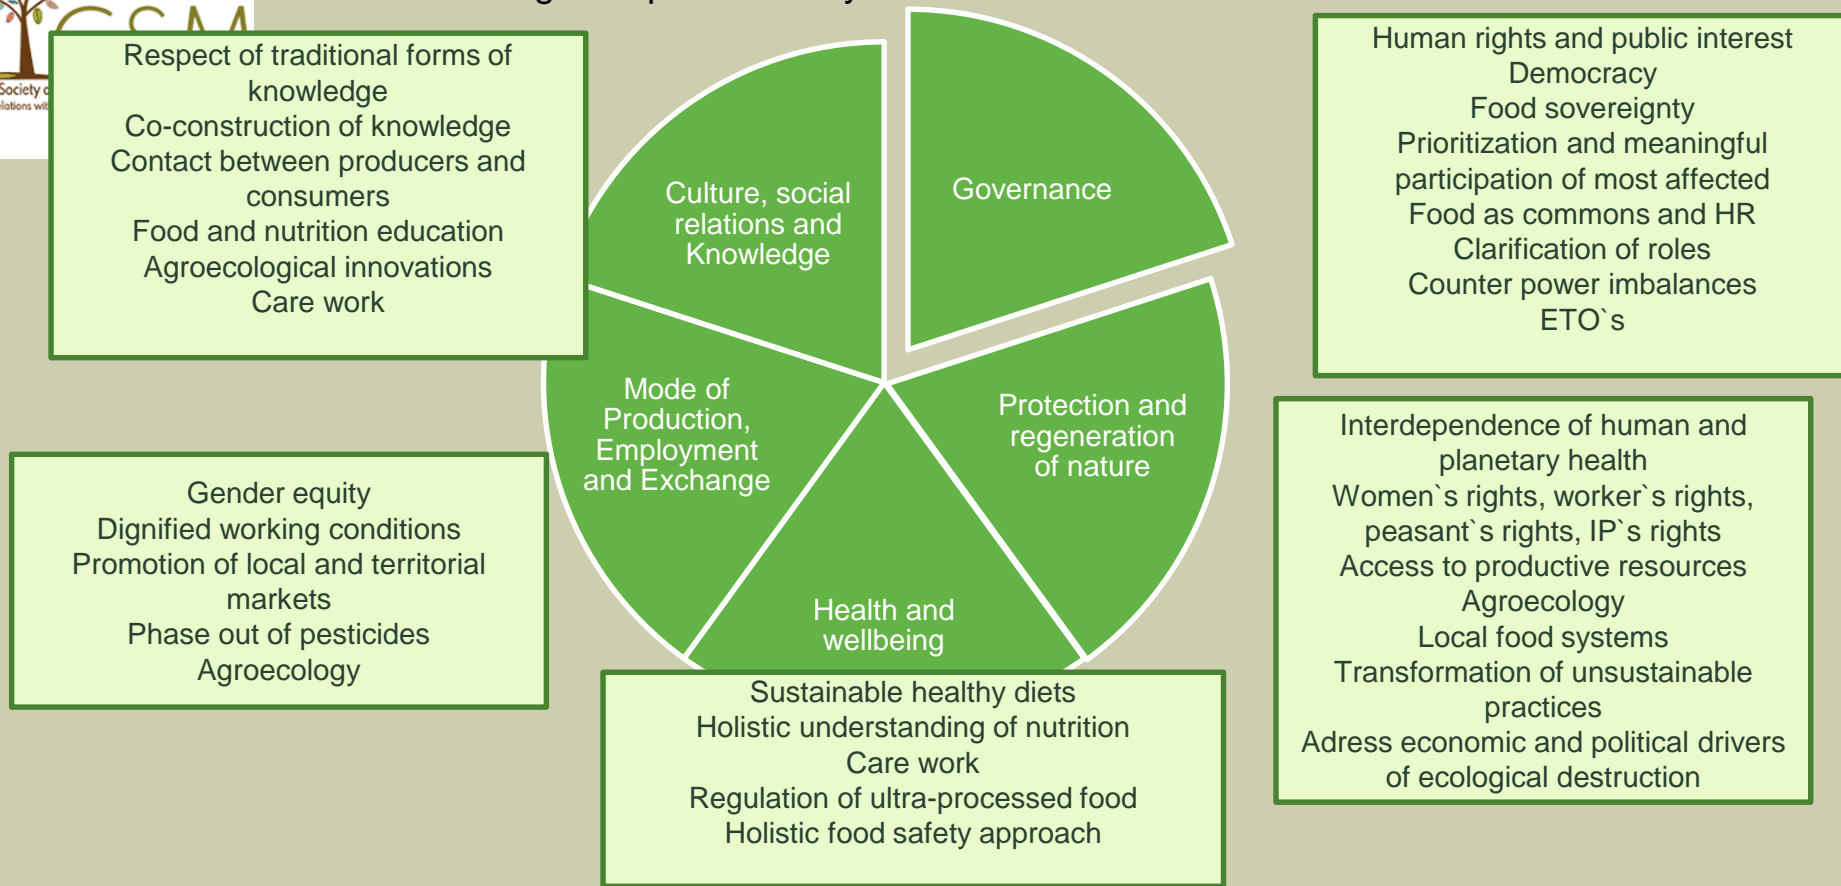 CSM
Society
Respect of traditional forms of
knowledge
Co-construction of knowledge
Contact between producers and
consumers
Food and nutrition education
Agroecological innovations
Care work
Culture, social
relations and
Knowledge
Governance
Human rights and public interest
Democracy
Food sovereignty
Prioritization and meaningful
participation of most affected
Food as commons and HR
Clarification of roles
Counter power imbalances
ETO`s
Mode of
Production,
Employment
and Exchange
Protection and
regeneration
of nature
Interdependence of human and
planetary health
Women`s rights, worker`s rights,
peasant`s rights, IP`s rights
Access to productive resources
Agroecology
Local food systems
Transformation of unsustainable
practices
Adress economic and political drivers
of ecological destruction
Gender equity
Dignified working conditions
Promotion of local and territorial
markets
Phase out of pesticides
Agroecology
Health and
wellbeing
Sustainable healthy diets
Holistic understanding of nutrition
Care work
Regulation of ultra-processed food
Holistic food safety approach